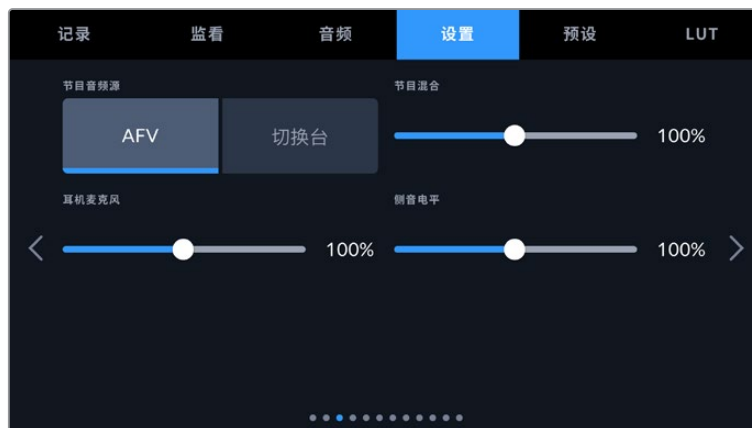 记录 监看 音频 设置 预设 LUT
节目音频源 节目混合
AFV 切换台 100%
耳机麦克风 侧音电平
100% 100%